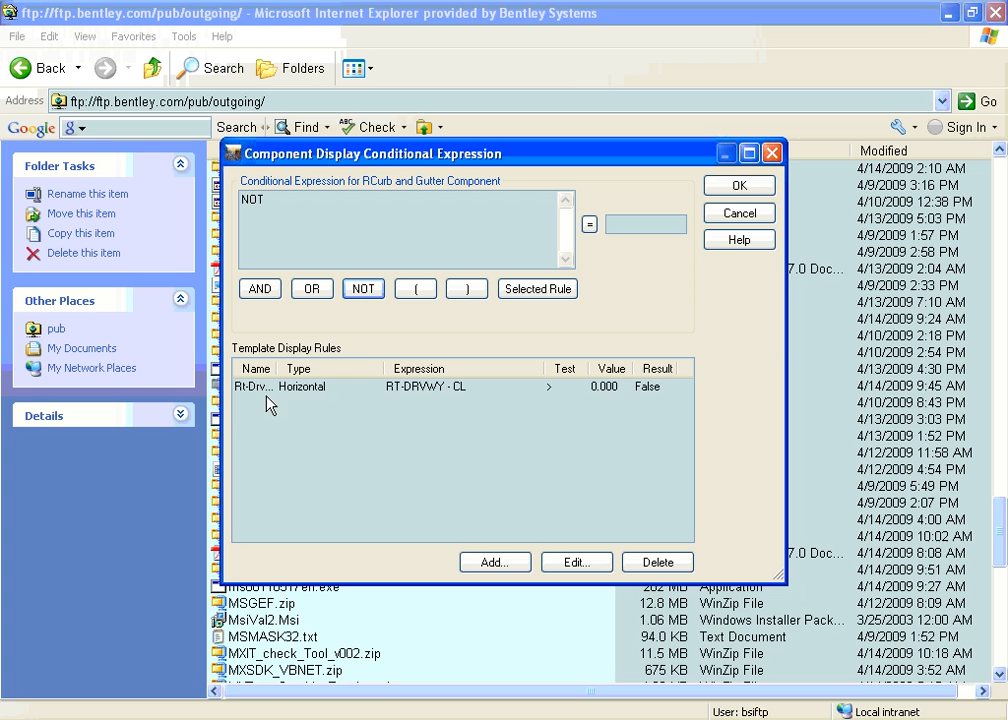 ftp://ftp.bentley.com/pub/outgoing/ - Microsoft Internet Explorer provided by Bentley Systems
File Edit View Favorites Tools Help
Back Search Folders
Address ftp://ftp.bentley.com/pub/outgoing/ Go
Google Search Find Check Sign In
Folder Tasks
Rename this item
Move this item
Copy this item
Delete this item
Other Places
pub
My Documents
My Network Places
Details
Component Display Conditional Expression
Conditional Expression for RCurb and Gutter Component
NOT
=
OK
Cancel
Help
AND OR NOT ( ) Selected Rule
Template Display Rules
Name Type Expression Test Value Result
Rt-Drv... Horizontal RT-DRVWY - CL > 0.000 False
Add... Edit... Delete
Modified
4/14/2009 2:10 AM
4/9/2009 3:16 PM
4/10/2009 12:38 PM
4/13/2009 5:03 PM
4/9/2009 1:57 PM
4/9/2009 2:58 PM
7.0 Doc... 4/13/2009 2:04 AM
4/9/2009 2:33 PM
4/13/2009 7:10 AM
4/14/2009 9:24 AM
4/10/2009 2:18 PM
4/13/2009 4:30 PM
4/14/2009 9:45 AM
4/10/2009 8:43 PM
4/13/2009 3:03 PM
4/13/2009 1:52 PM
4/12/2009 11:58 AM
4/12/2009 4:54 PM
4/9/2009 5:49 PM
4/9/2009 2:07 PM
4/14/2009 4:00 AM
4/14/2009 10:02 AM
7.0 Doc... 4/14/2009 8:08 AM
4/14/2009 9:51 AM
202 MB Application 4/14/2009 9:27 AM
MSGEF.zip 12.8 MB WinZip File 4/12/2009 8:09 AM
MsiVal2.Msi 1.06 MB Windows Installer Pack... 3/25/2003 12:00 AM
MSMASK32.txt 94.0 KB Text Document 4/9/2009 1:52 PM
MXIT_check_Tool_v002.zip 11.5 MB WinZip File 4/14/2009 10:18 AM
MXSDK_VBNET.zip 675 KB WinZip File 4/14/2009 3:52 AM
User: bsiftp Local intranet